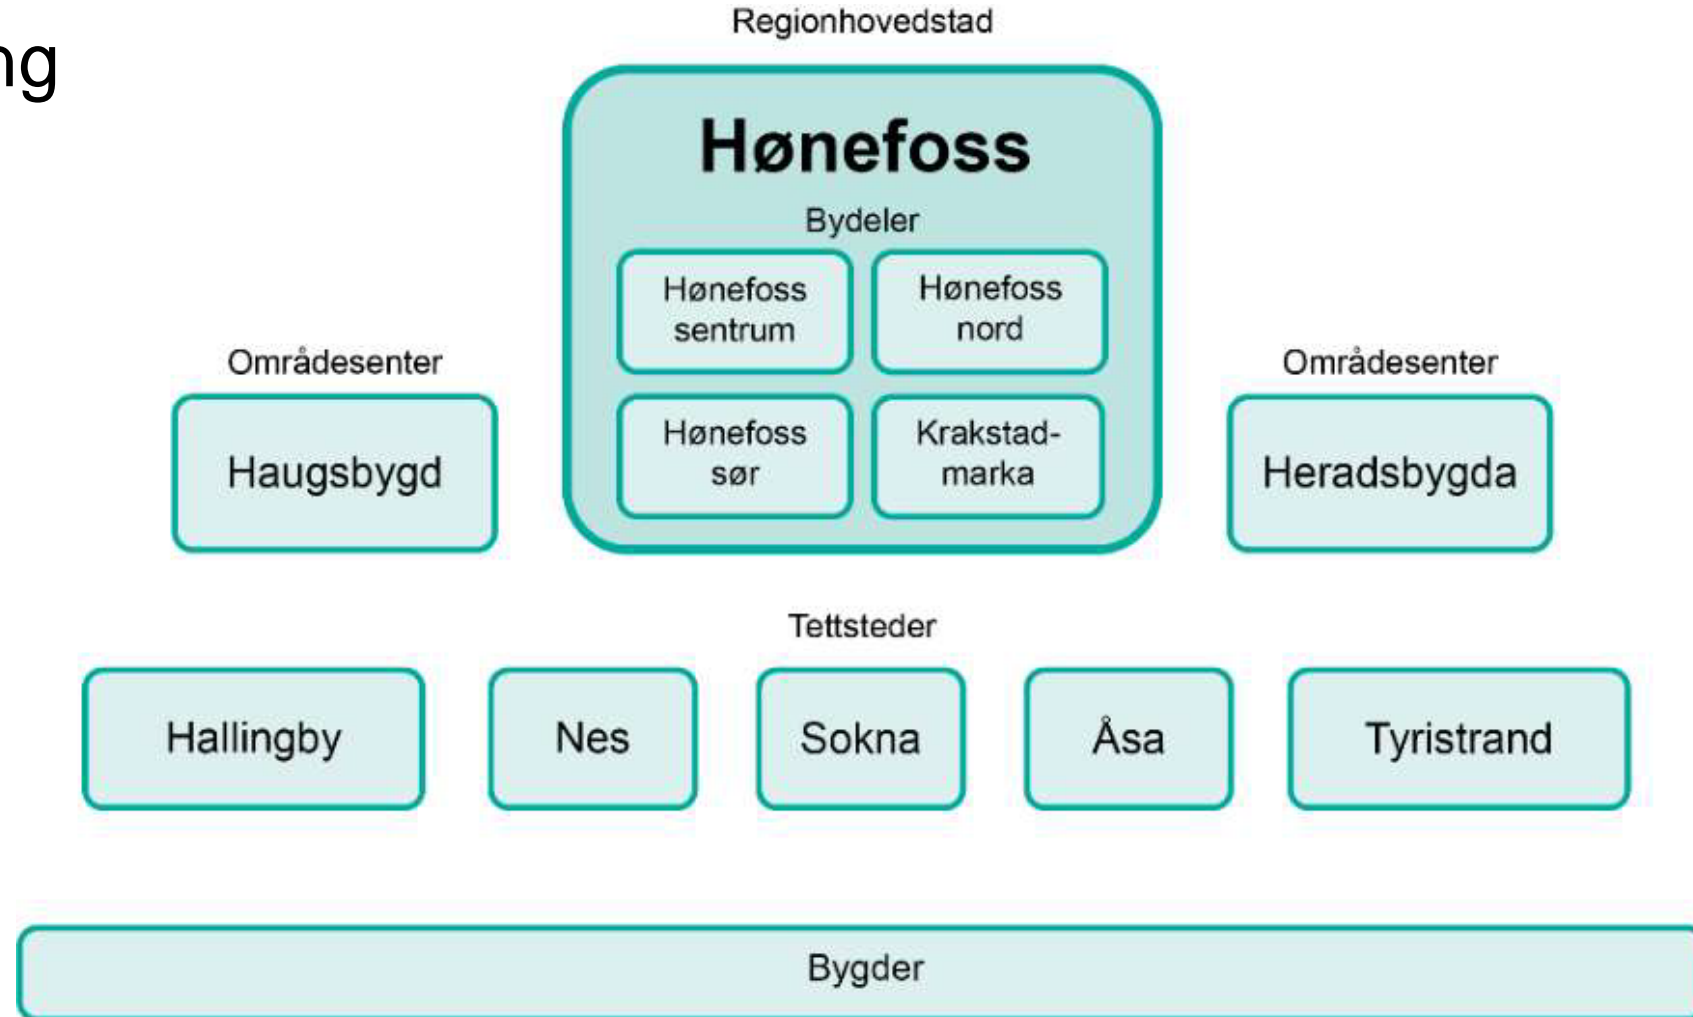 ng
Regionhovedstad
Hønefoss
Bydeler
Hønefoss
sentrum
Hønefoss
nord
Hønefoss
sør
Krakstad-
marka
Områdesenter
Haugsbygd
Områdesenter
Heradsbygda
Tettsteder
Hallingby
Nes
Sokna
Åsa
Tyristrand
Bygder